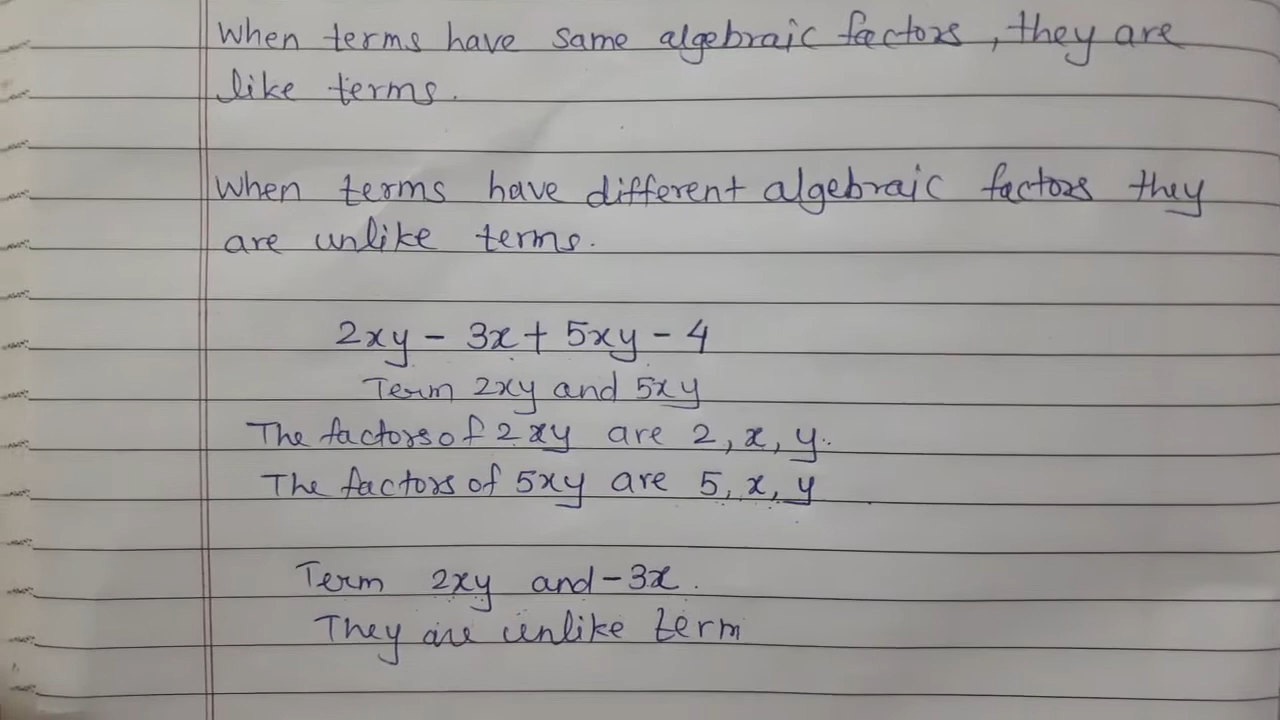 When terms have same algebraic factors, they are
like terms.
When terms have different algebraic factors they
are unlike terms.
2xy - 3x + 5xy - 4
Term 2xy and 5xy
The factors of 2xy are 2, x, y.
The factors of 5xy are 5, x, y
Term 2xy and -3x.
They are unlike term